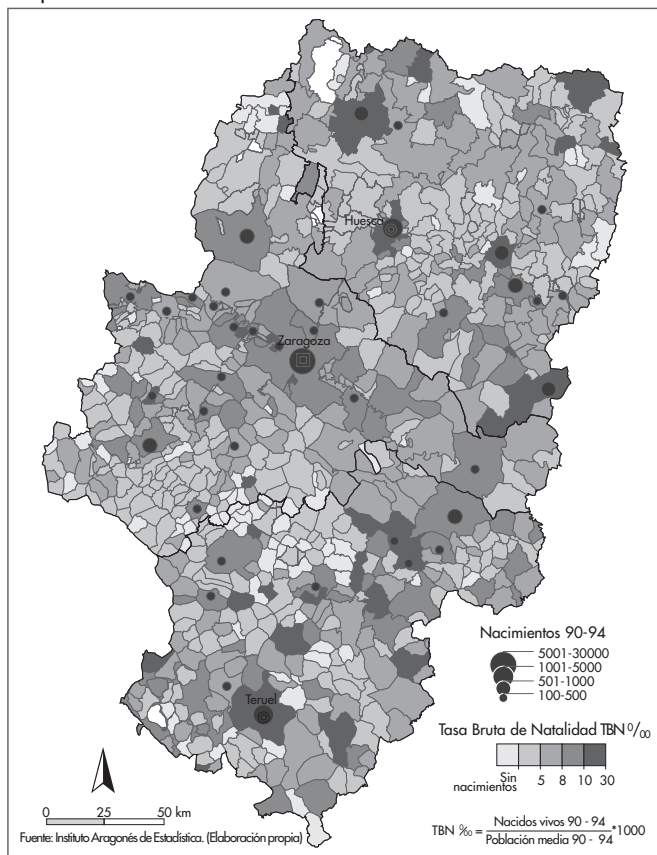 Huesca
Zaragoza
Teruel
Nacimientos 90-94
5001-30000
1001-5000
501-1000
100-500
Tasa Bruta de Natalidad TBN ‰
Sin nacimientos 5 8 10 30
0 25 50 km
Fuente: Instituto Aragonés de Estadística. (Elaboración propia)
TBN ‰ = Nacidos vivos 90 - 94 *1000
Población media 90 - 94